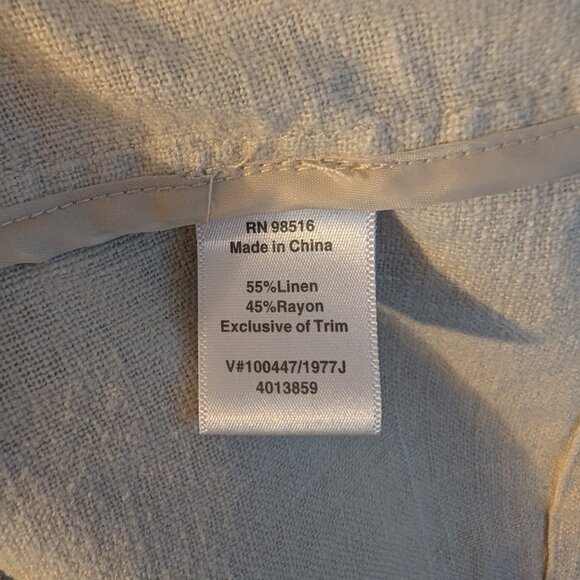 RN 98516
Made in China
55%Linen
45%Rayon
Exclusive of Trim
V#100447/1977J
4013859